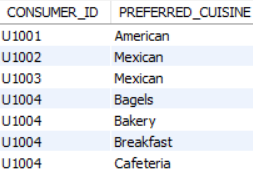 CONSUMER_ID PREFERRED_CUISINE
U1001 American
U1002 Mexican
U1003 Mexican
U1004 Bagels
U1004 Bakery
U1004 Breakfast
U1004 Cafeteria